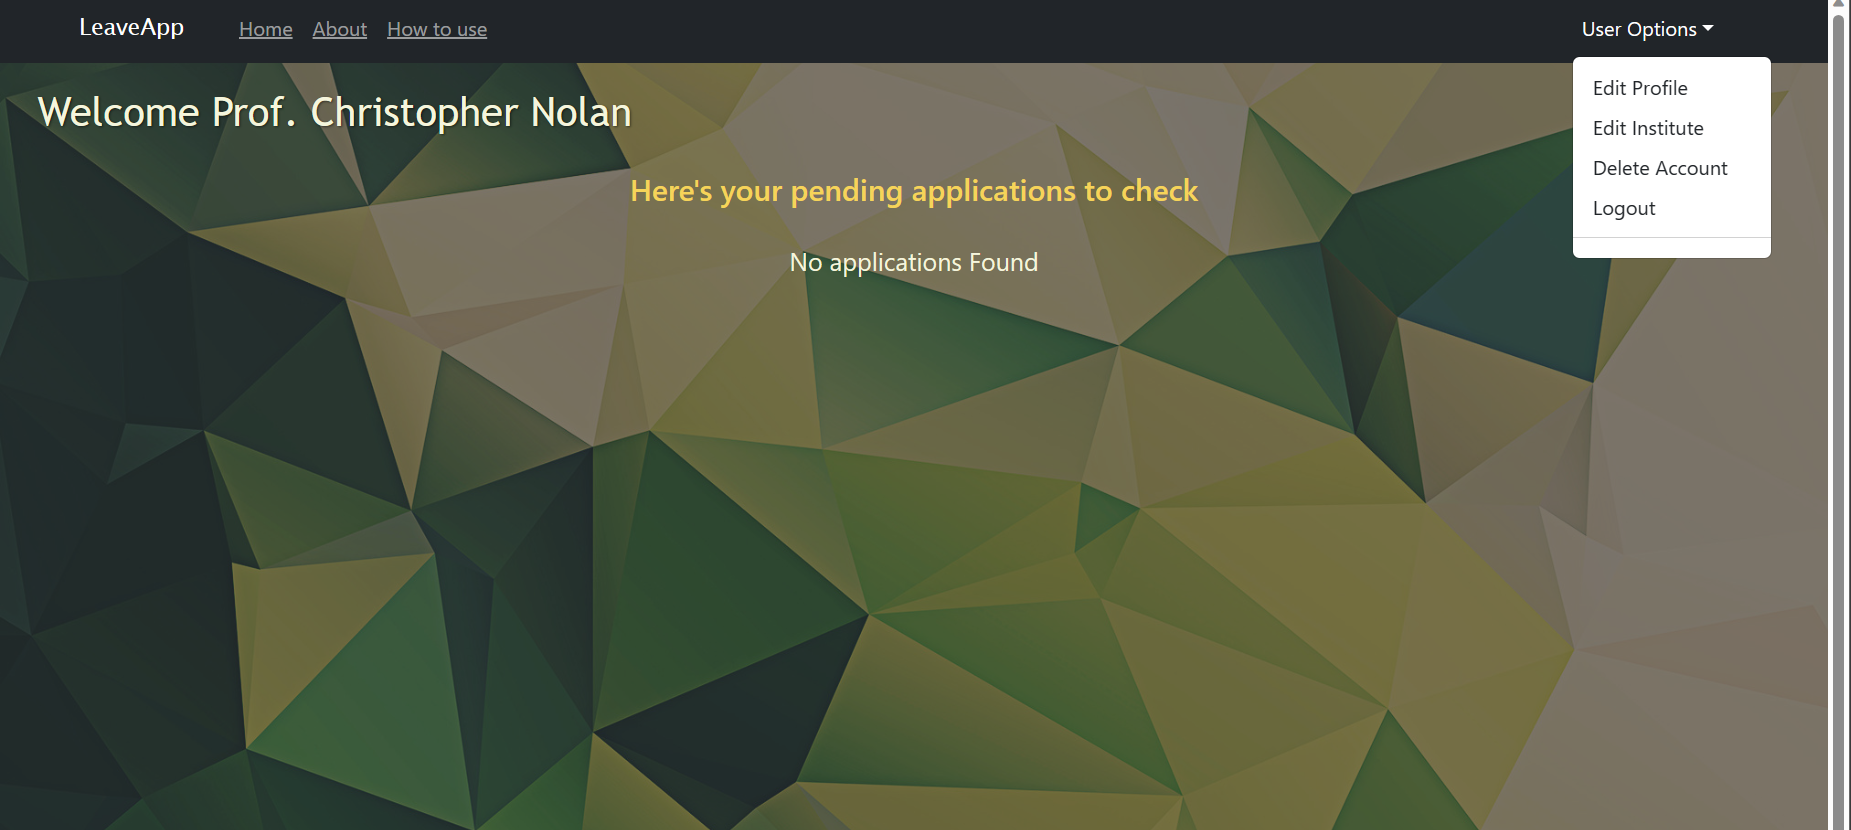 LeaveApp Home About How to use User Options
Edit Profile
Edit Institute
Delete Account
Logout
Welcome Prof. Christopher Nolan
Here's your pending applications to check
No applications Found